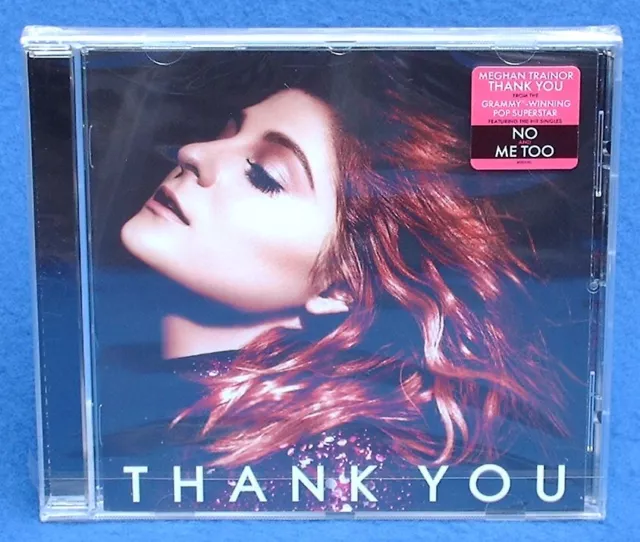 MEGHAN TRAINOR
THANK YOU
FROM THE
GRAMMY®-WINNING
POP SUPERSTAR
FEATURING THE HIT SINGLES
NO
AND
ME TOO
THANK YOU